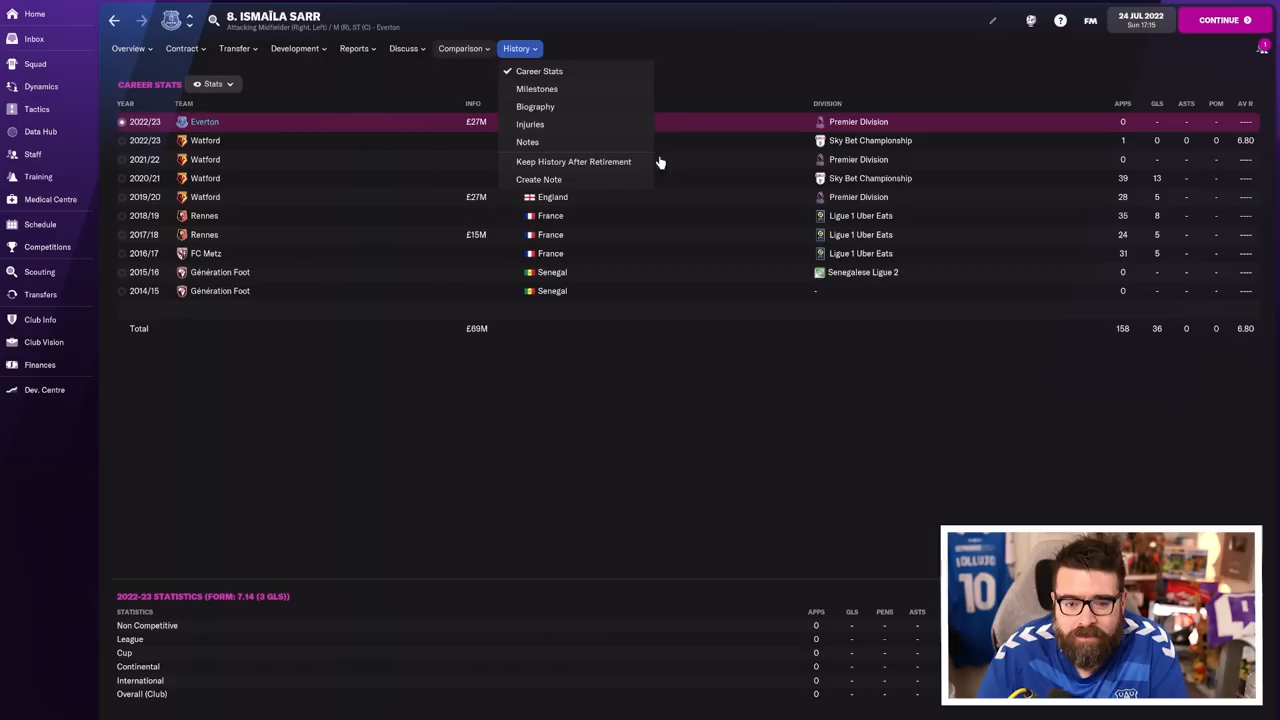 Home
Inbox
Squad
Dynamics
Tactics
Data Hub
Staff
Training
Medical Centre
Schedule
Competitions
Scouting
Transfers
Club Info
Club Vision
Finances
Dev. Centre
8. ISMAÏLA SARR
Attacking Midfielder (Right, Left) / M (R), ST (C) - Everton
FM
24 JUL 2022
Sun 17:15
CONTINUE
1
Overview Contract Transfer Development Reports Discuss Comparison History
Career Stats
Milestones
Biography
Injuries
Notes
Keep History After Retirement
Create Note
CAREER STATS Stats
YEAR TEAM INFO DIVISION APPS GLS ASTS POM AV R
2022/23 Everton £27M Premier Division 0 - - - ----
2022/23 Watford Sky Bet Championship 1 0 0 0 6.80
2021/22 Watford Premier Division 0 - - - ----
2020/21 Watford Sky Bet Championship 39 13 - - ----
2019/20 Watford £27M England Premier Division 28 5 - - ----
2018/19 Rennes France Ligue 1 Uber Eats 35 8 - - ----
2017/18 Rennes £15M France Ligue 1 Uber Eats 24 5 - - ----
2016/17 FC Metz France Ligue 1 Uber Eats 31 5 - - ----
2015/16 Génération Foot Senegal Senegalese Ligue 2 0 - - - ----
2014/15 Génération Foot Senegal - 0 - - - ----
Total £69M 158 36 0 0 6.80
2022-23 STATISTICS (FORM: 7.14 (3 GLS))
STATISTICS APPS GLS PENS ASTS
Non Competitive 0 - - -
League 0 - - -
Cup 0 - - -
Continental 0 - - -
International 0 - - -
Overall (Club) 0 - - -
LOLLUJO
10